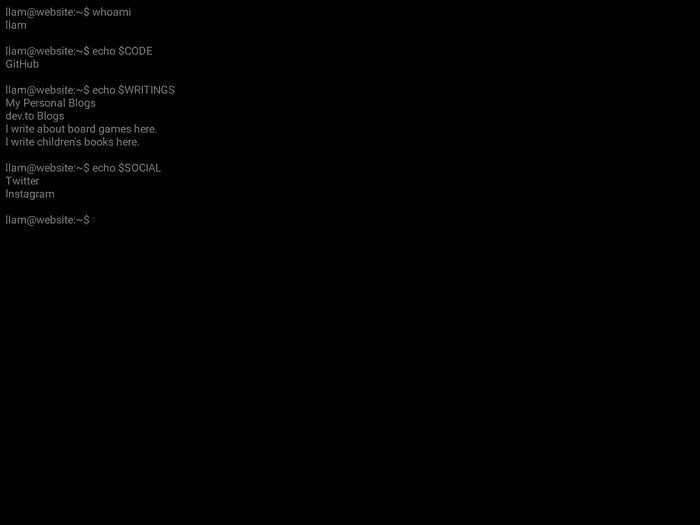 llam@website:~$ whoami
llam
llam@website:~$ echo $CODE
GitHub
llam@website:~$ echo $WRITINGS
My Personal Blogs
dev.to Blogs
I write about board games here.
I write children's books here.
llam@website:~$ echo $SOCIAL
Twitter
Instagram
llam@website:~$